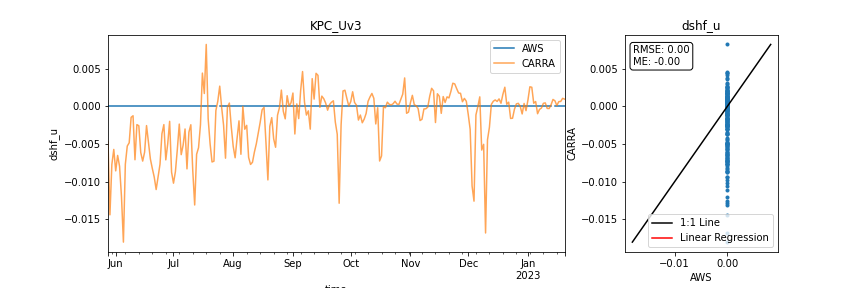 KPC_Uv3
dshf_u
AWS
CARRA
0.005
0.000
−0.005
−0.010
−0.015
dshf_u
Jun
Jul
Aug
Sep
Oct
Nov
Dec
Jan
2023
RMSE: 0.00
ME: -0.00
0.005
0.000
−0.005
−0.010
−0.015
CARRA
1:1 Line
Linear Regression
−0.01
0.00
AWS